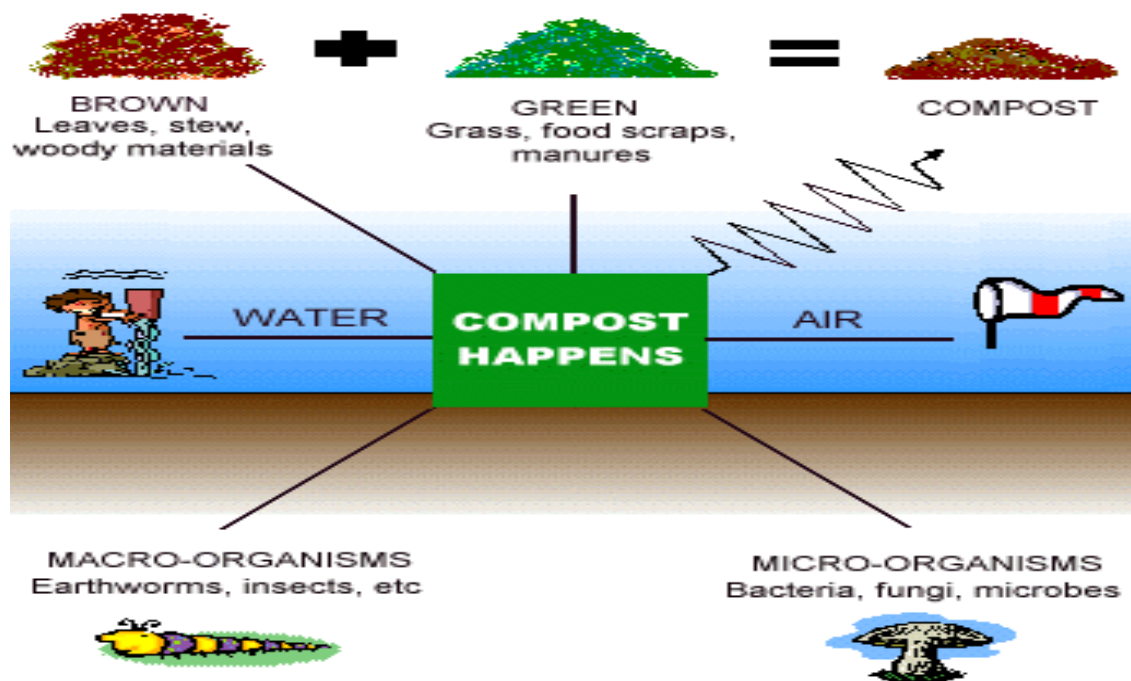 BROWN
Leaves, stew,
woody materials
GREEN
Grass, food scraps,
manures
COMPOST
WATER
COMPOST
HAPPENS
AIR
MACRO-ORGANISMS
Earthworms, insects, etc
MICRO-ORGANISMS
Bacteria, fungi, microbes